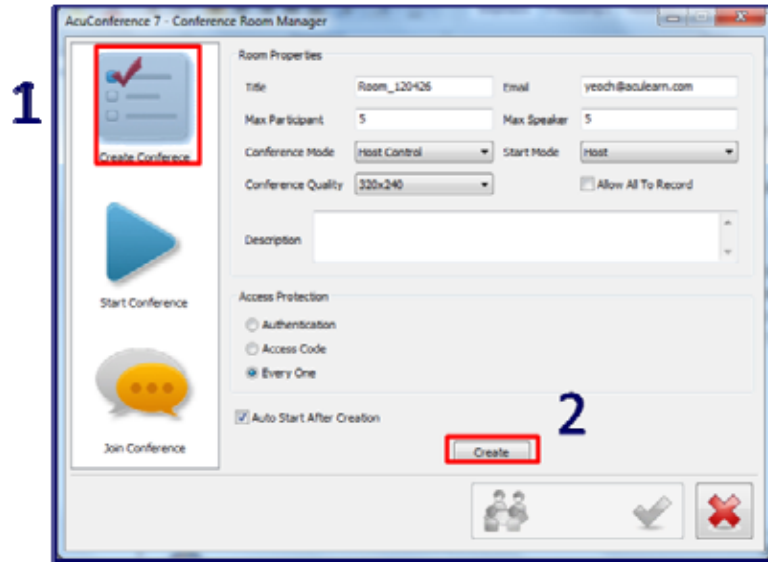 AcuConference 7 - Conference Room Manager
1
Create Conferece
Start Conference
Join Conference
Room Properties
Title Room_120426 Email yeoch@aculearn.com
Max Participant 5 Max Speaker 5
Conference Mode Host Control Start Mode Host
Conference Quality 320x240 Allow All To Record
Description
Access Protection
Authentication
Access Code
Every One
Auto Start After Creation
2
Create